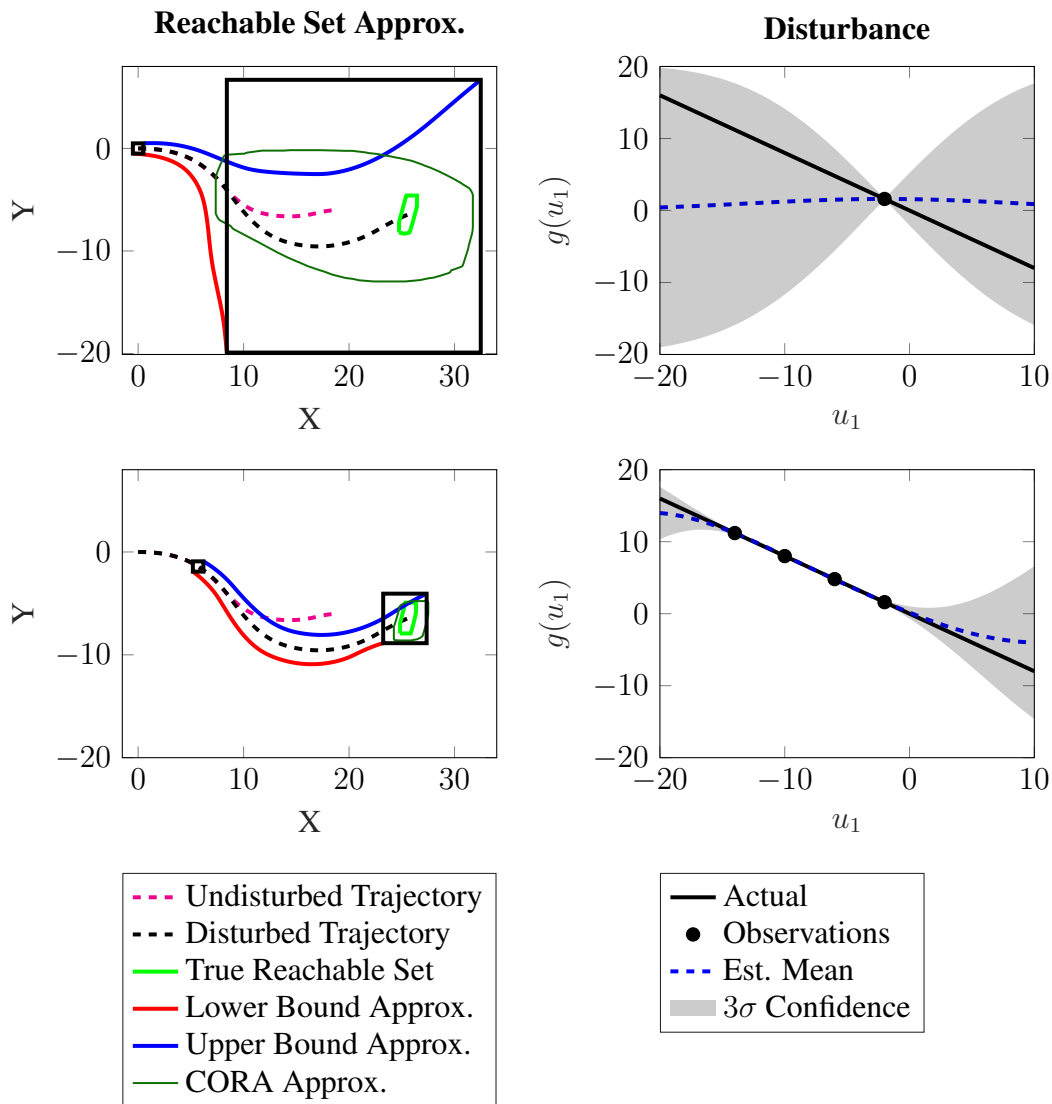 Reachable Set Approx.
Disturbance
0
−10
−20
0
10
20
30
Y
X
20
10
0
−10
−20
−20
−10
0
10
g(u₁)
u₁
0
−10
−20
0
10
20
30
Y
X
20
10
0
−10
−20
−20
−10
0
10
g(u₁)
u₁
Undisturbed Trajectory
Disturbed Trajectory
True Reachable Set
Lower Bound Approx.
Upper Bound Approx.
CORA Approx.
Actual
Observations
Est. Mean
3σ Confidence